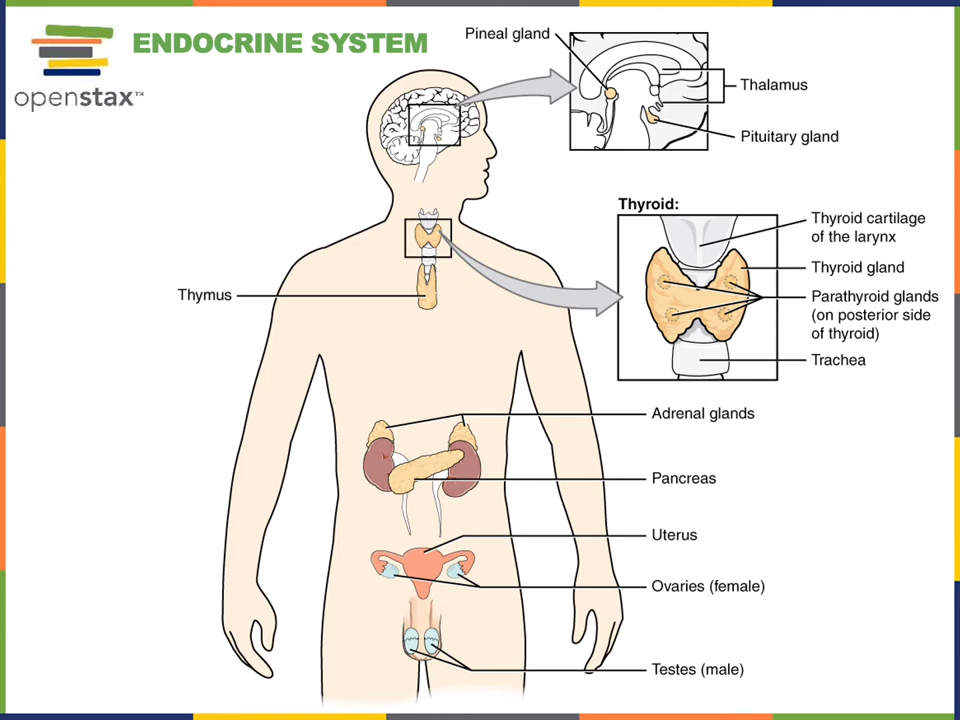 ENDOCRINE SYSTEM
openstax™
Pineal gland
Thalamus
Pituitary gland
Thyroid:
Thyroid cartilage
of the larynx
Thyroid gland
Parathyroid glands
(on posterior side
of thyroid)
Trachea
Thymus
Adrenal glands
Pancreas
Uterus
Ovaries (female)
Testes (male)